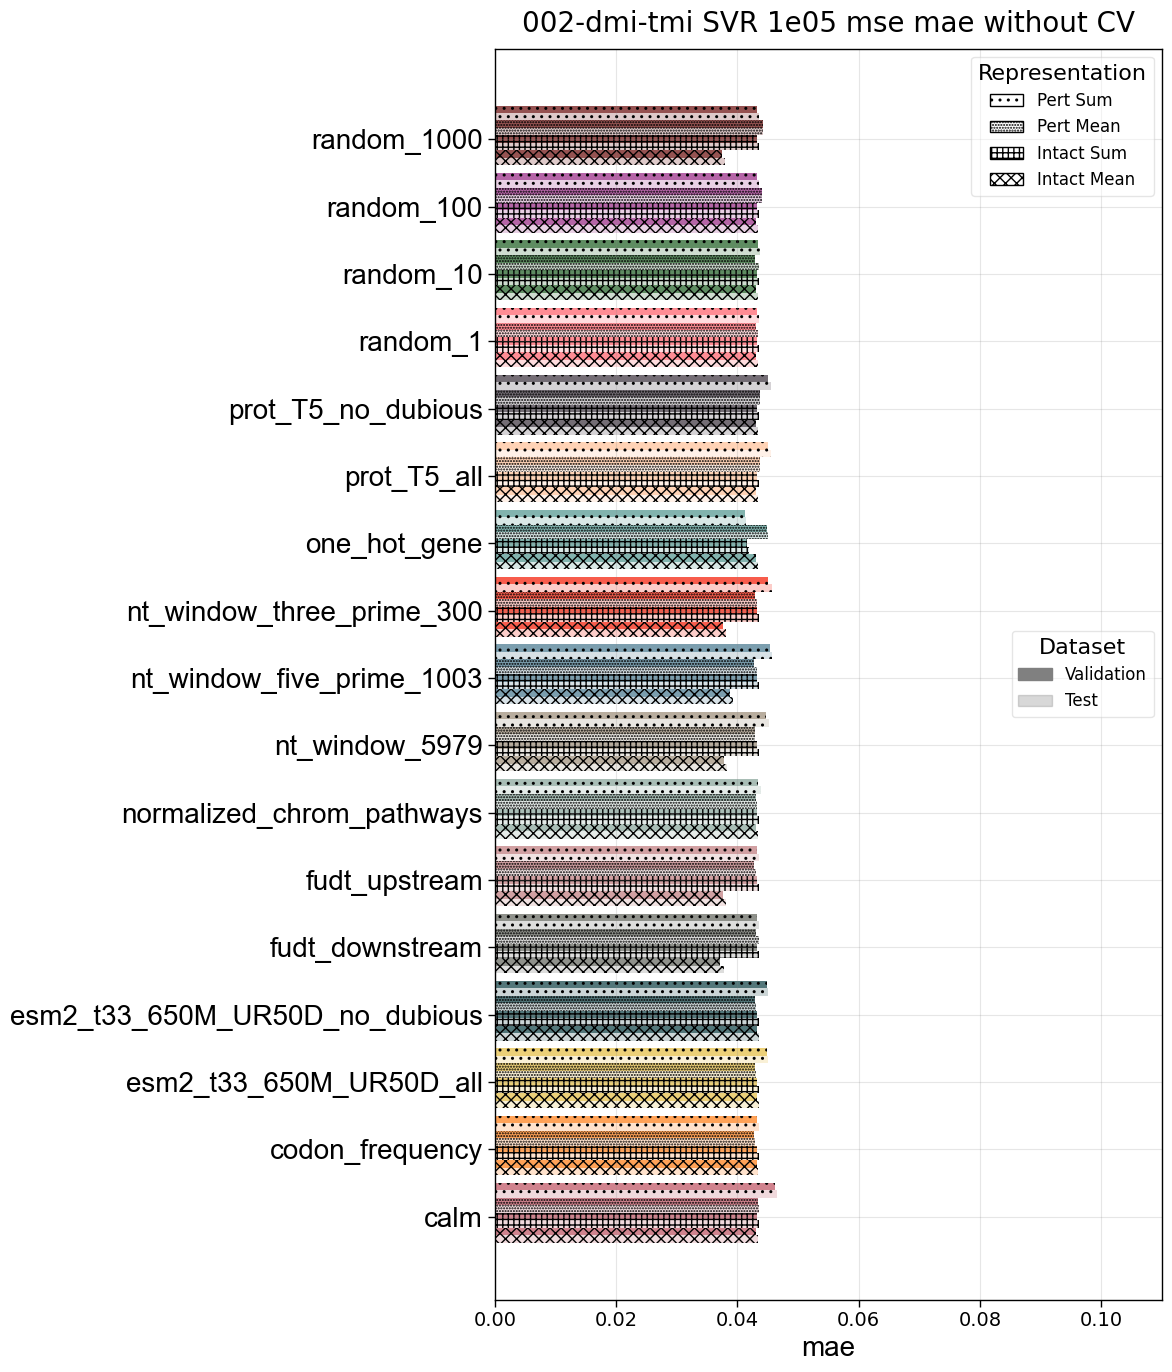 002-dmi-tmi SVR 1e05 mse mae without CV
Representation
Pert Sum
Pert Mean
Intact Sum
Intact Mean
random_1000
random_100
random_10
random_1
prot_T5_no_dubious
prot_T5_all
one_hot_gene
nt_window_three_prime_300
nt_window_five_prime_1003
nt_window_5979
normalized_chrom_pathways
fudt_upstream
fudt_downstream
esm2_t33_650M_UR50D_no_dubious
esm2_t33_650M_UR50D_all
codon_frequency
calm
Dataset
Validation
Test
0.00 0.02 0.04 0.06 0.08 0.10
mae